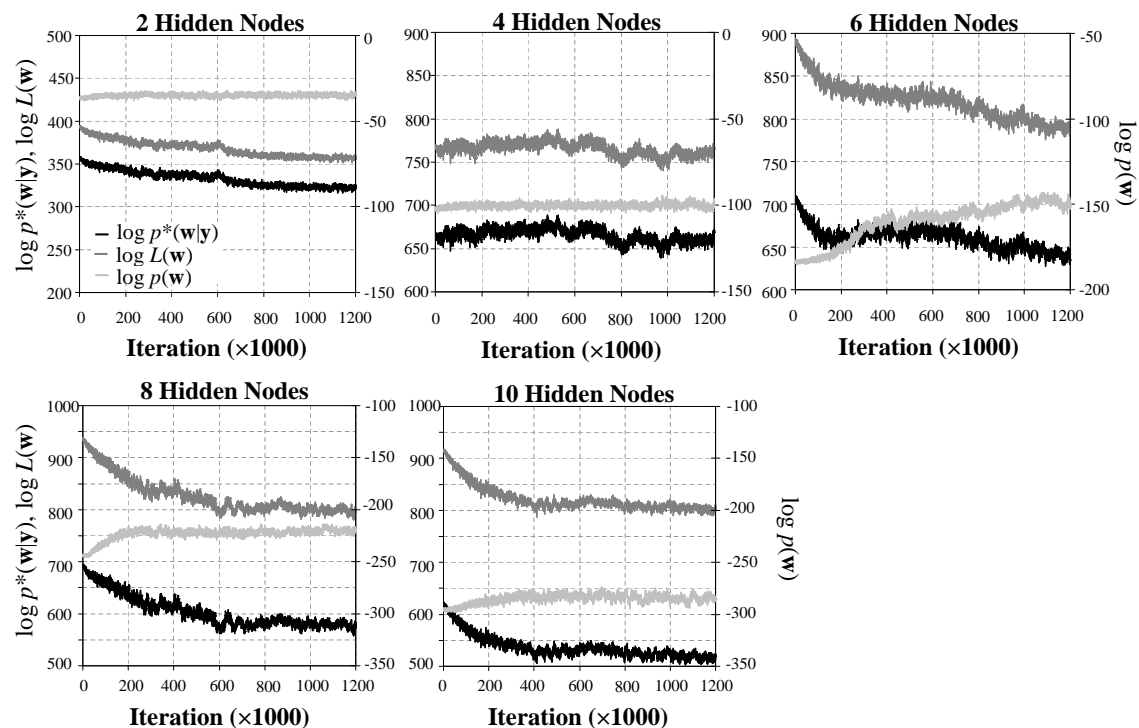 2 Hidden Nodes
4 Hidden Nodes
6 Hidden Nodes
log p*(w|y), log L(w)
500
450
400
350
300
250
200
0
-50
-100
-150
log p*(w|y)
log L(w)
log p(w)
0 200 400 600 800 1000 1200
Iteration (×1000)
900
850
800
750
700
650
600
0
-50
-100
-150
0 200 400 600 800 1000 1200
Iteration (×1000)
900
850
800
750
700
650
600
-50
-100
-150
-200
log p(w)
0 200 400 600 800 1000 1200
Iteration (×1000)
8 Hidden Nodes
10 Hidden Nodes
log p*(w|y), log L(w)
1000
900
800
700
600
500
-100
-150
-200
-250
-300
-350
0 200 400 600 800 1000 1200
Iteration (×1000)
1000
900
800
700
600
500
-100
-150
-200
-250
-300
-350
log p(w)
0 200 400 600 800 1000 1200
Iteration (×1000)